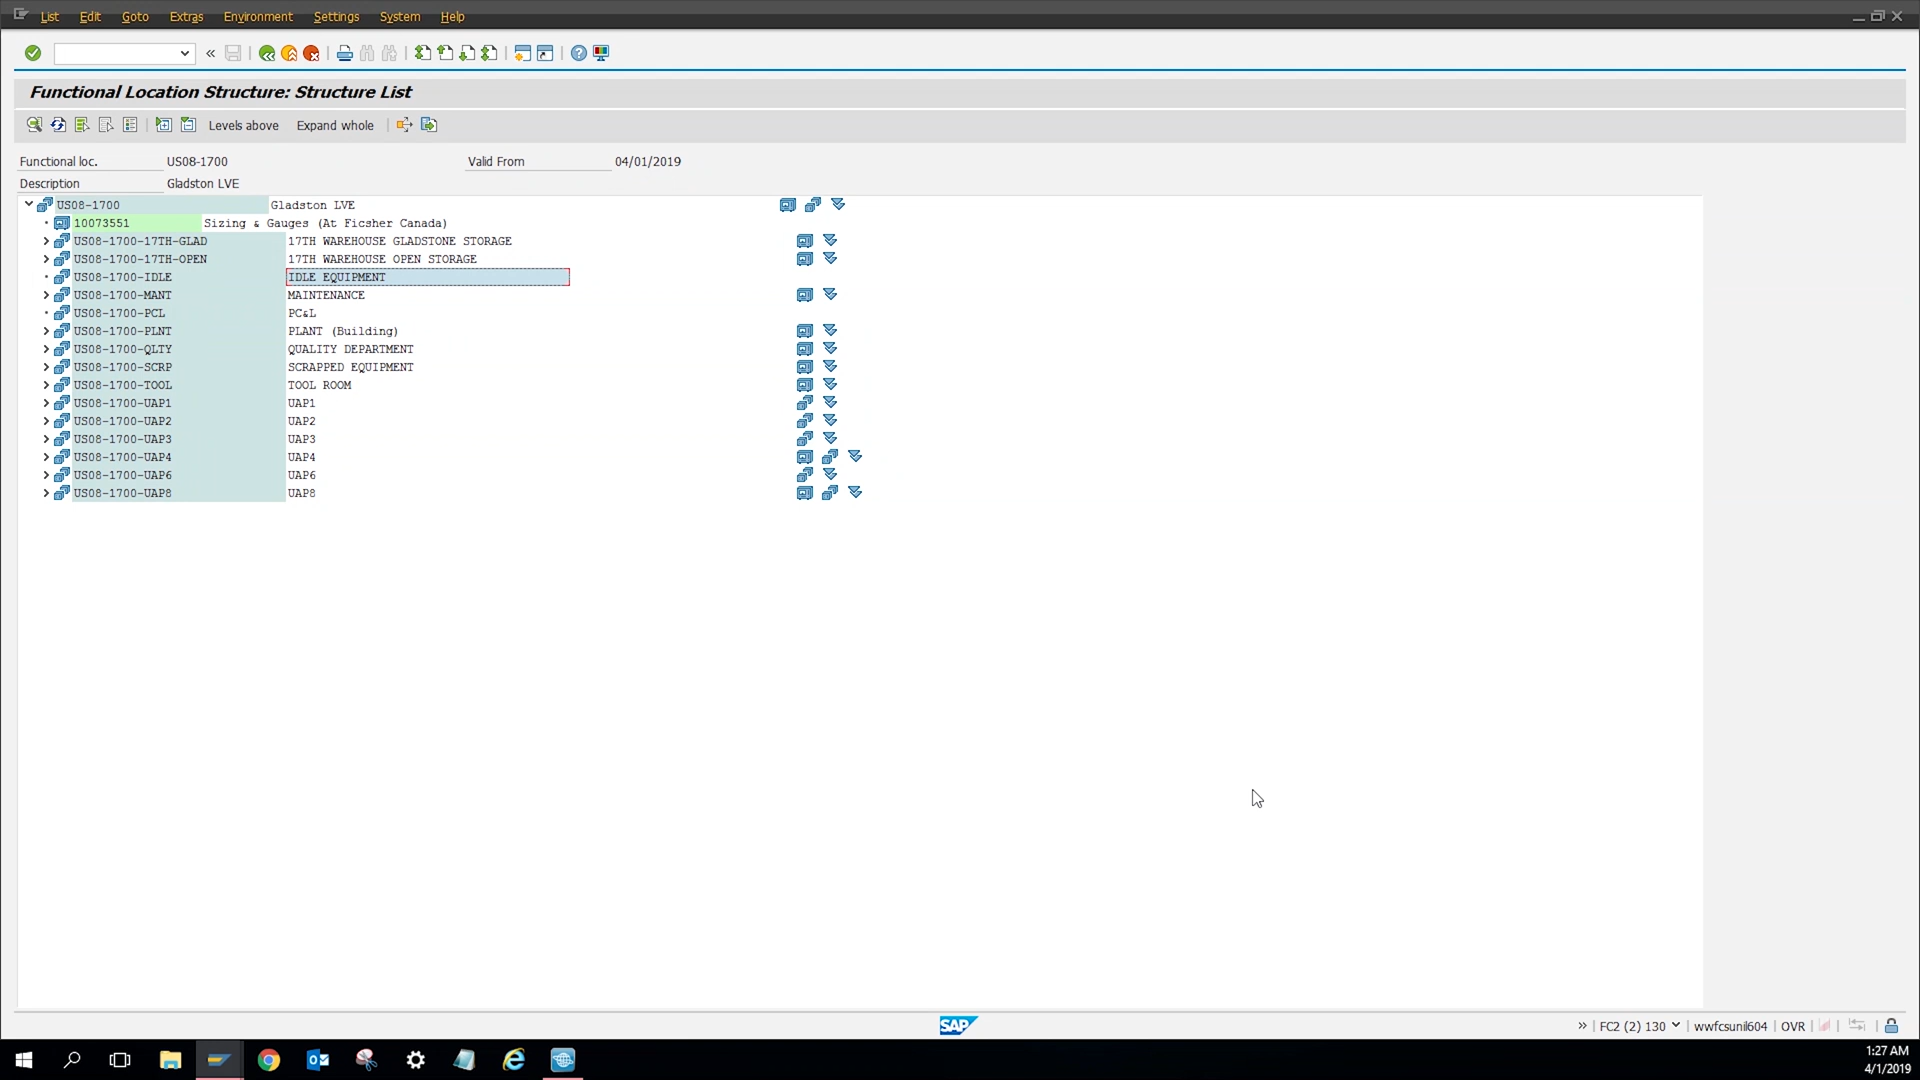 List Edit Goto Extras Environment Settings System Help
Functional Location Structure: Structure List
Levels above Expand whole
Functional loc. US08-1700 Valid From 04/01/2019
Description Gladston LVE
US08-1700 Gladston LVE
10073551 Sizing & Gauges (At Ficsher Canada)
US08-1700-17TH-GLAD 17TH WAREHOUSE GLADSTONE STORAGE
US08-1700-17TH-OPEN 17TH WAREHOUSE OPEN STORAGE
US08-1700-IDLE IDLE EQUIPMENT
US08-1700-MANT MAINTENANCE
US08-1700-PCL PC&L
US08-1700-PLNT PLANT (Building)
US08-1700-QLTY QUALITY DEPARTMENT
US08-1700-SCRP SCRAPPED EQUIPMENT
US08-1700-TOOL TOOL ROOM
US08-1700-UAP1 UAP1
US08-1700-UAP2 UAP2
US08-1700-UAP3 UAP3
US08-1700-UAP4 UAP4
US08-1700-UAP6 UAP6
US08-1700-UAP8 UAP8
SAP FC2 (2) 130 wwfcsunil604 OVR
1:27 AM
4/1/2019